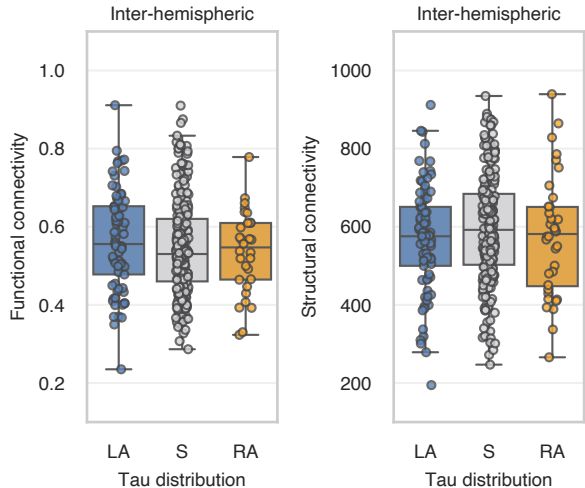 Inter-hemispheric
Functional connectivity
1.0
0.8
0.6
0.4
0.2
LA S RA
Tau distribution
Inter-hemispheric
Structural connectivity
1000
800
600
400
200
LA S RA
Tau distribution